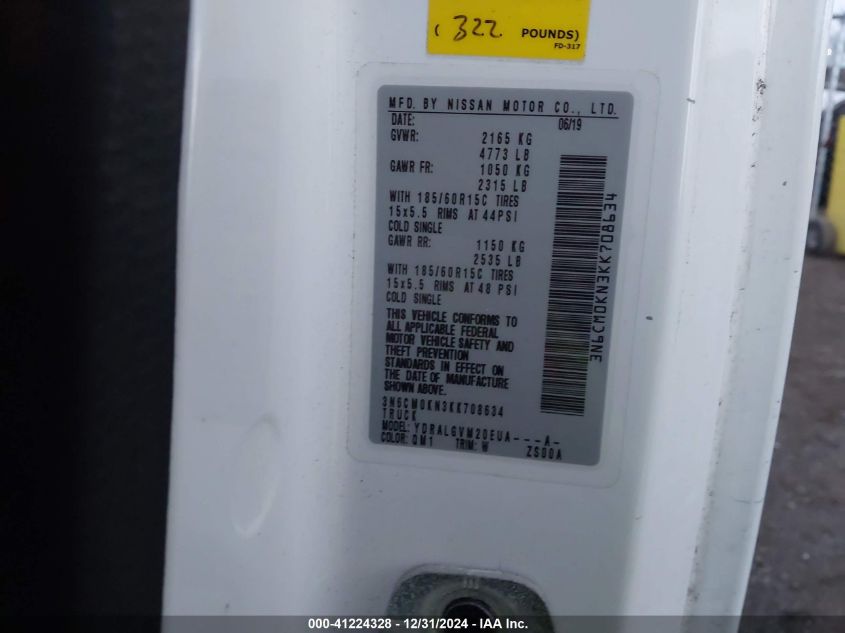 ( 322 POUNDS)
FD-317
MFD. BY NISSAN MOTOR CO., LTD.
DATE: 06/19
GVWR: 2165 KG
4773 LB
GAWR FR: 1050 KG
2315 LB
WITH 185/60R15C TIRES
15x5.5 RIMS AT 44PSI
COLD SINGLE
GAWR RR: 1150 KG
2535 LB
WITH 185/60R15C TIRES
15x5.5 RIMS AT 48 PSI
COLD SINGLE
THIS VEHICLE CONFORMS TO
ALL APPLICABLE FEDERAL
MOTOR VEHICLE SAFETY AND
THEFT PREVENTION
STANDARDS IN EFFECT ON
THE DATE OF MANUFACTURE
SHOWN ABOVE.
3N6CM0KN3KK708634
TRUCK
MODEL: YDRALGVM20EUA---A-
COLOR: QM1 TRIM: W ZS00A
3N6CM0KN3KK708634
000-41224328 - 12/31/2024 - IAA Inc.